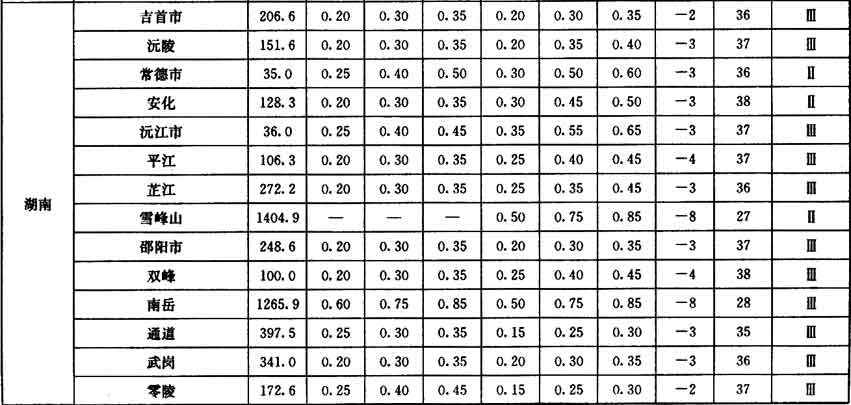 吉首市 206.6 0.20 0.30 0.35 0.20 0.30 0.35 —2 36 Ⅲ
沅陵 151.6 0.20 0.30 0.35 0.20 0.35 0.40 —3 37 Ⅲ
常德市 35.0 0.25 0.40 0.50 0.30 0.50 0.60 —3 36 Ⅱ
安化 128.3 0.20 0.30 0.35 0.30 0.45 0.50 —3 38 Ⅱ
沅江市 36.0 0.25 0.40 0.45 0.35 0.55 0.65 —3 37 Ⅲ
平江 106.3 0.20 0.30 0.35 0.25 0.40 0.45 —4 37 Ⅲ
芷江 272.2 0.20 0.30 0.35 0.25 0.35 0.45 —3 36 Ⅲ
湖南 雪峰山 1404.9 — — — 0.50 0.75 0.85 —8 27 Ⅱ
邵阳市 248.6 0.20 0.30 0.35 0.20 0.30 0.35 —3 37 Ⅲ
双峰 100.0 0.20 0.30 0.35 0.25 0.40 0.45 —4 38 Ⅲ
南岳 1265.9 0.60 0.75 0.85 0.50 0.75 0.85 —8 28 Ⅲ
通道 397.5 0.25 0.30 0.35 0.15 0.25 0.30 —3 35 Ⅲ
武岗 341.0 0.20 0.30 0.35 0.20 0.30 0.35 —3 36 Ⅲ
零陵 172.6 0.25 0.40 0.45 0.15 0.25 0.30 —2 37 Ⅲ